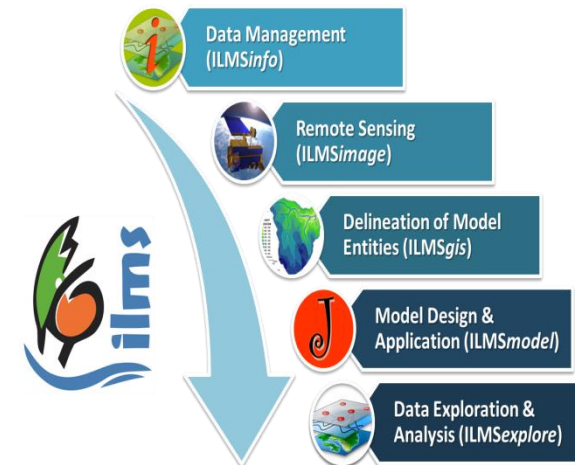 Data Management
(ILMSinfo)
Remote Sensing
(ILMSimage)
Delineation of Model
Entities (ILMSgis)
Model Design &
Application (ILMSmodel)
Data Exploration &
Analysis (ILMSexplore)
ilms
i
J